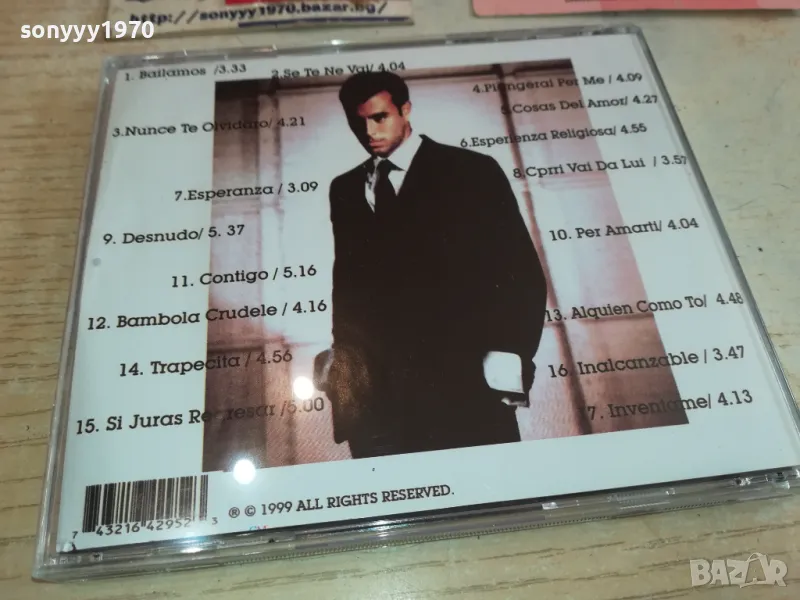 sonyyy1970
http://sonyyy1970.bazar.bg/
1. Bailamos /3.33
2.Se Te Ne Vai/ 4.04
3.Nunce Te Olvidaro/ 4.21
4.Piongerai Per Me / 4.09
5.Cosas Del Amor/ 4.27
6.Esperienza Religiosa/ 4.55
7.Esperanza / 3.09
8.Cprri Vai Da Lui / 3.57
9. Desnudo/ 5. 37
10. Per Amarti/ 4.04
11. Contigo / 5.16
12. Bambola Crudele / 4.16
13. Alquien Como To/ 4.48
14. Trapecita / 4.56
15. Si Juras Regresar /5.00
16. Inalcanzable / 3.47
17. Inventame/ 4.13
7 43216 42952 3
® © 1999 ALL RIGHTS RESERVED.
BAZAR